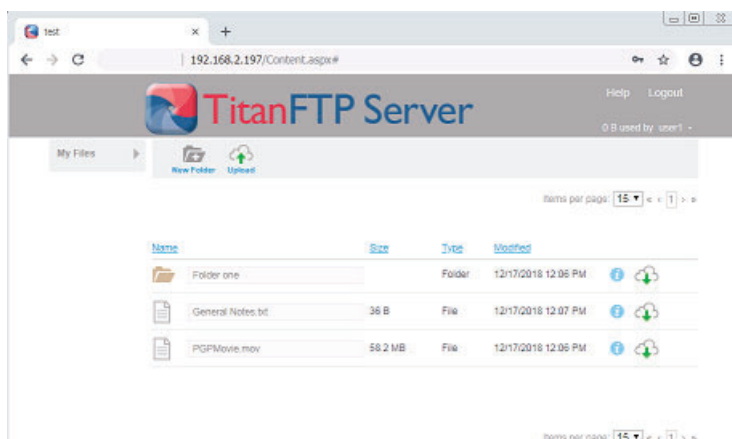 test
192.168.2.197/Content.aspx#
TitanFTP Server
Help Logout
0 B used by user1
My Files
New Folder Upload
Items per page: 15 « ‹ 1 › »
Name Size Type Modified
Folder one Folder 12/17/2018 12:06 PM
General Notes.txt 36 B File 12/17/2018 12:07 PM
PGPMovie.mov 58.2 MB File 12/17/2018 12:06 PM
Items per page: 15 « ‹ 1 › »